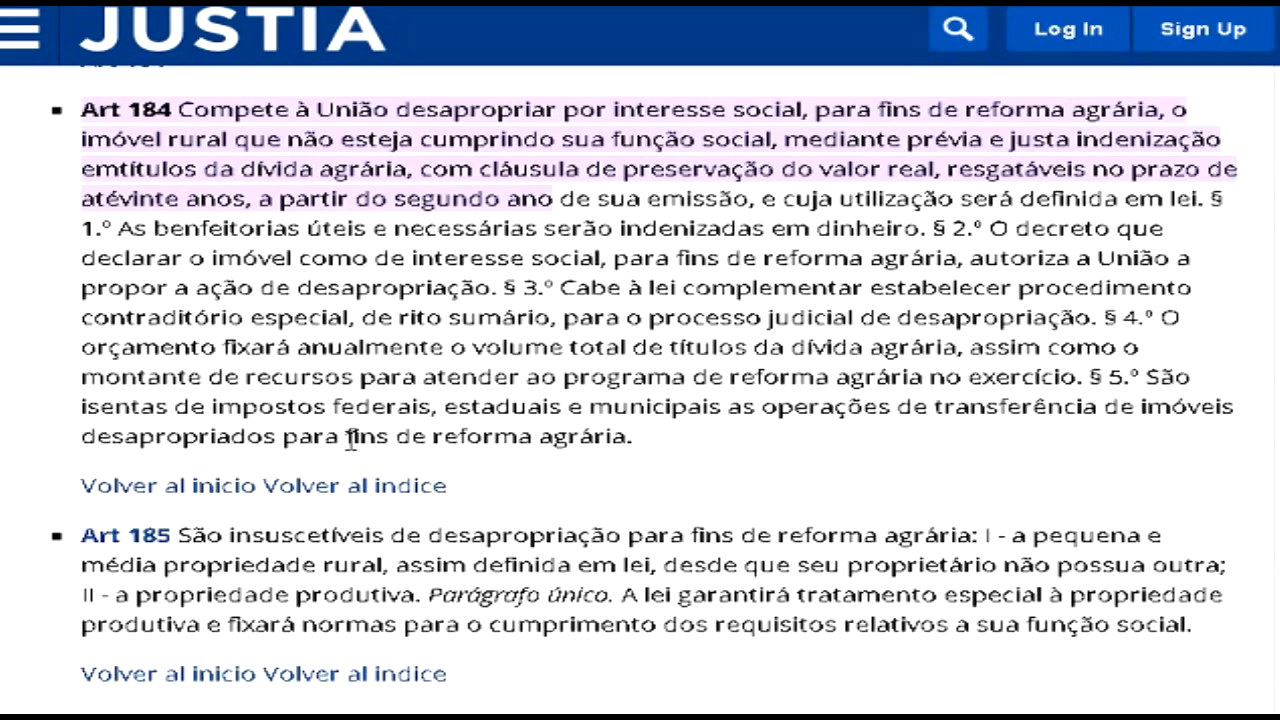 JUSTIA
Log In
Sign Up
Art 184 Compete à União desapropriar por interesse social, para fins de reforma agrária, o
imóvel rural que não esteja cumprindo sua função social, mediante prévia e justa indenização
emtítulos da dívida agrária, com cláusula de preservação do valor real, resgatáveis no prazo de
atévinte anos, a partir do segundo ano de sua emissão, e cuja utilização será definida em lei. §
1.º As benfeitorias úteis e necessárias serão indenizadas em dinheiro. § 2.º O decreto que
declarar o imóvel como de interesse social, para fins de reforma agrária, autoriza a União a
propor a ação de desapropriação. § 3.º Cabe à lei complementar estabelecer procedimento
contraditório especial, de rito sumário, para o processo judicial de desapropriação. § 4.º O
orçamento fixará anualmente o volume total de títulos da dívida agrária, assim como o
montante de recursos para atender ao programa de reforma agrária no exercício. § 5.º São
isentas de impostos federais, estaduais e municipais as operações de transferência de imóveis
desapropriados para fins de reforma agrária.
Volver al inicio Volver al indice
Art 185 São insuscetíveis de desapropriação para fins de reforma agrária: I - a pequena e
média propriedade rural, assim definida em lei, desde que seu proprietário não possua outra;
II - a propriedade produtiva. Parágrafo único. A lei garantirá tratamento especial à propriedade
produtiva e fixará normas para o cumprimento dos requisitos relativos a sua função social.
Volver al inicio Volver al indice